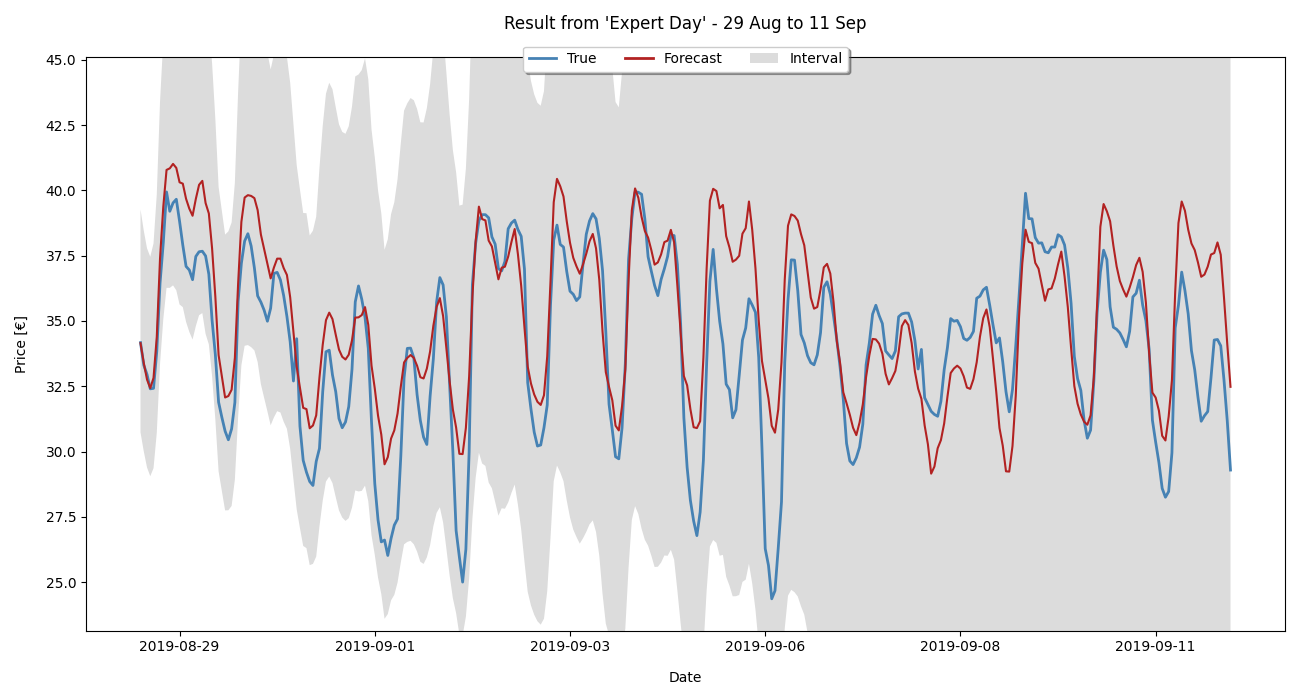 Result from 'Expert Day' - 29 Aug to 11 Sep
True Forecast Interval
45.0
42.5
40.0
37.5
35.0
32.5
30.0
27.5
25.0
Price [€]
2019-08-29 2019-09-01 2019-09-03 2019-09-06 2019-09-08 2019-09-11
Date